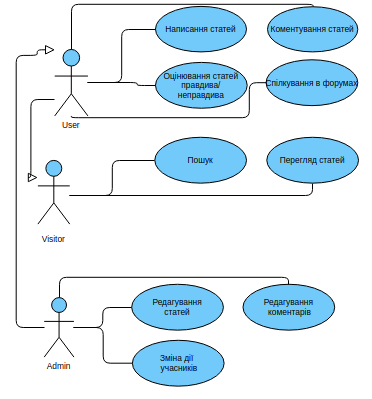 Написання статей
Коментування статей
Оцінювання статей
правдива/
неправдива
Спілкування в форумах
User
Пошук
Перегляд статей
Visitor
Редагування
статей
Редагування
коментарів
Зміна дії
учасників
Admin